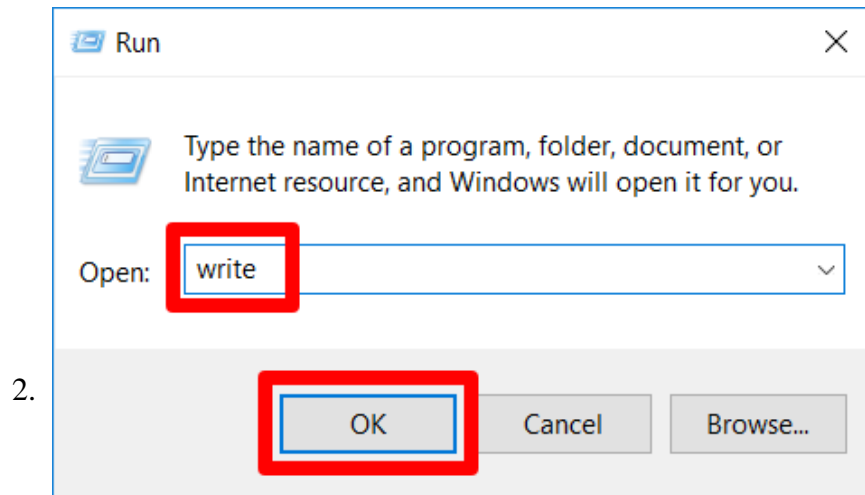 Run
Type the name of a program, folder, document, or
Internet resource, and Windows will open it for you.
Open: write
2.
OK Cancel Browse...